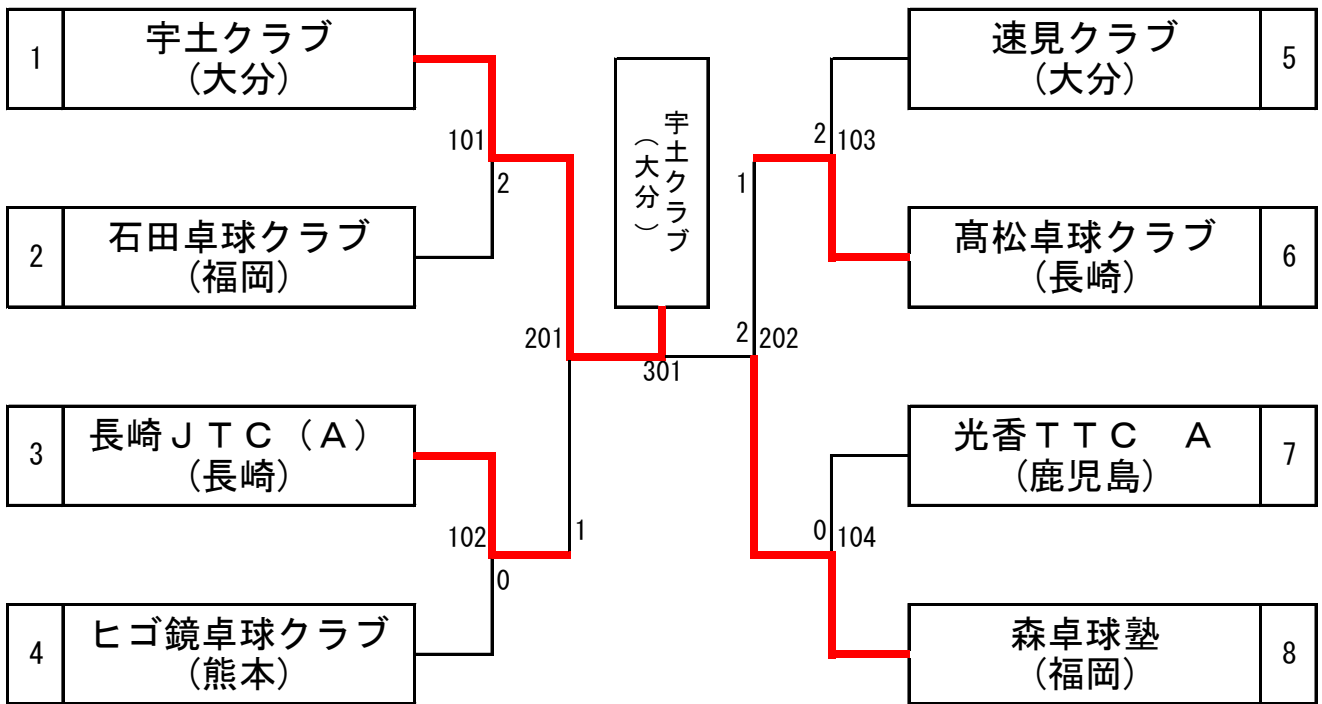 1
宇土クラブ
(大分)
2
石田卓球クラブ
(福岡)
3
長崎ＪＴＣ（Ａ）
(長崎)
4
ヒゴ鏡卓球クラブ
(熊本)
101
2
102
0
201
1
宇土クラブ
（大分）
301
2
1
202
2
103
0
104
速見クラブ
(大分)
5
髙松卓球クラブ
(長崎)
6
光香ＴＴＣ　Ａ
(鹿児島)
7
森卓球塾
(福岡)
8